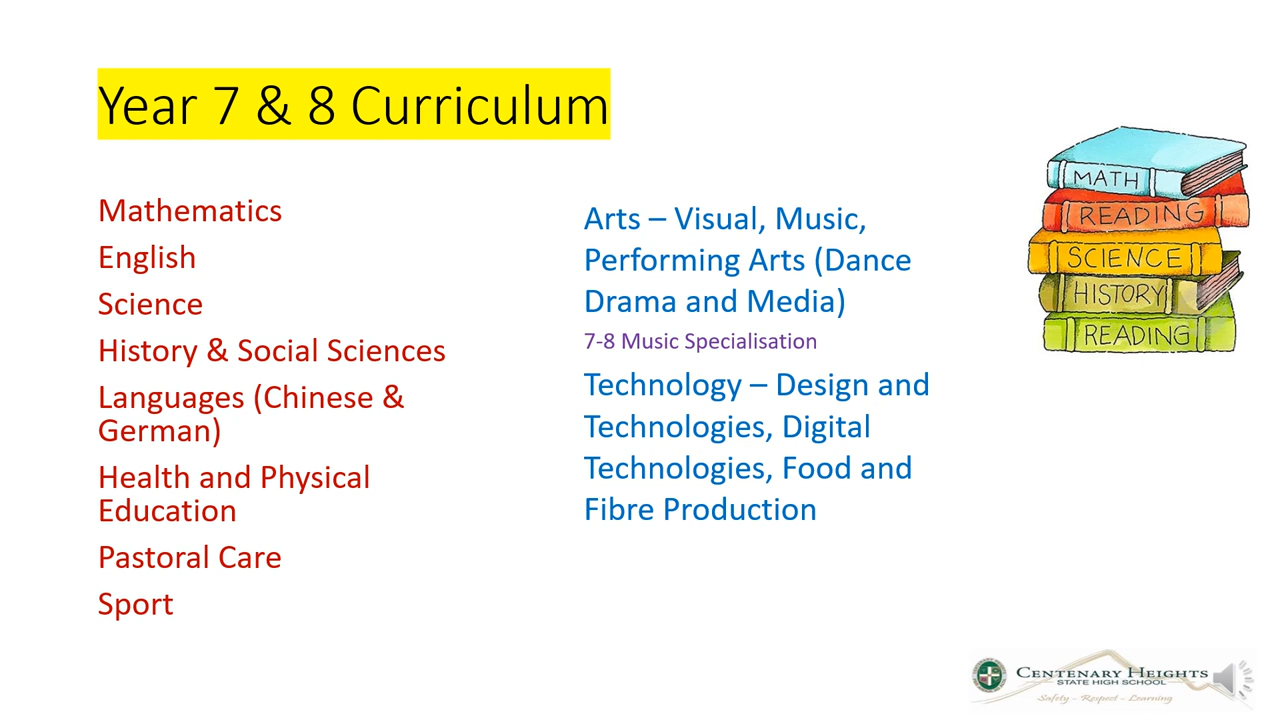 Year 7 & 8 Curriculum
Mathematics
English
Science
History & Social Sciences
Languages (Chinese &
German)
Health and Physical
Education
Pastoral Care
Sport
Arts – Visual, Music,
Performing Arts (Dance
Drama and Media)
7-8 Music Specialisation
Technology – Design and
Technologies, Digital
Technologies, Food and
Fibre Production
MATH
READING
SCIENCE
HISTORY
READING
CENTENARY HEIGHTS
STATE HIGH SCHOOL
Safety - Respect - Learning